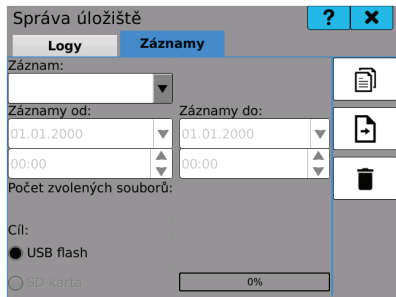 Správa úložiště
?
Logy
Záznamy
Záznam:
Záznamy od:
Záznamy do:
01.01.2000
01.01.2000
00:00
00:00
Počet zvolených souborů:
Cíl:
USB flash
SD karta
0%